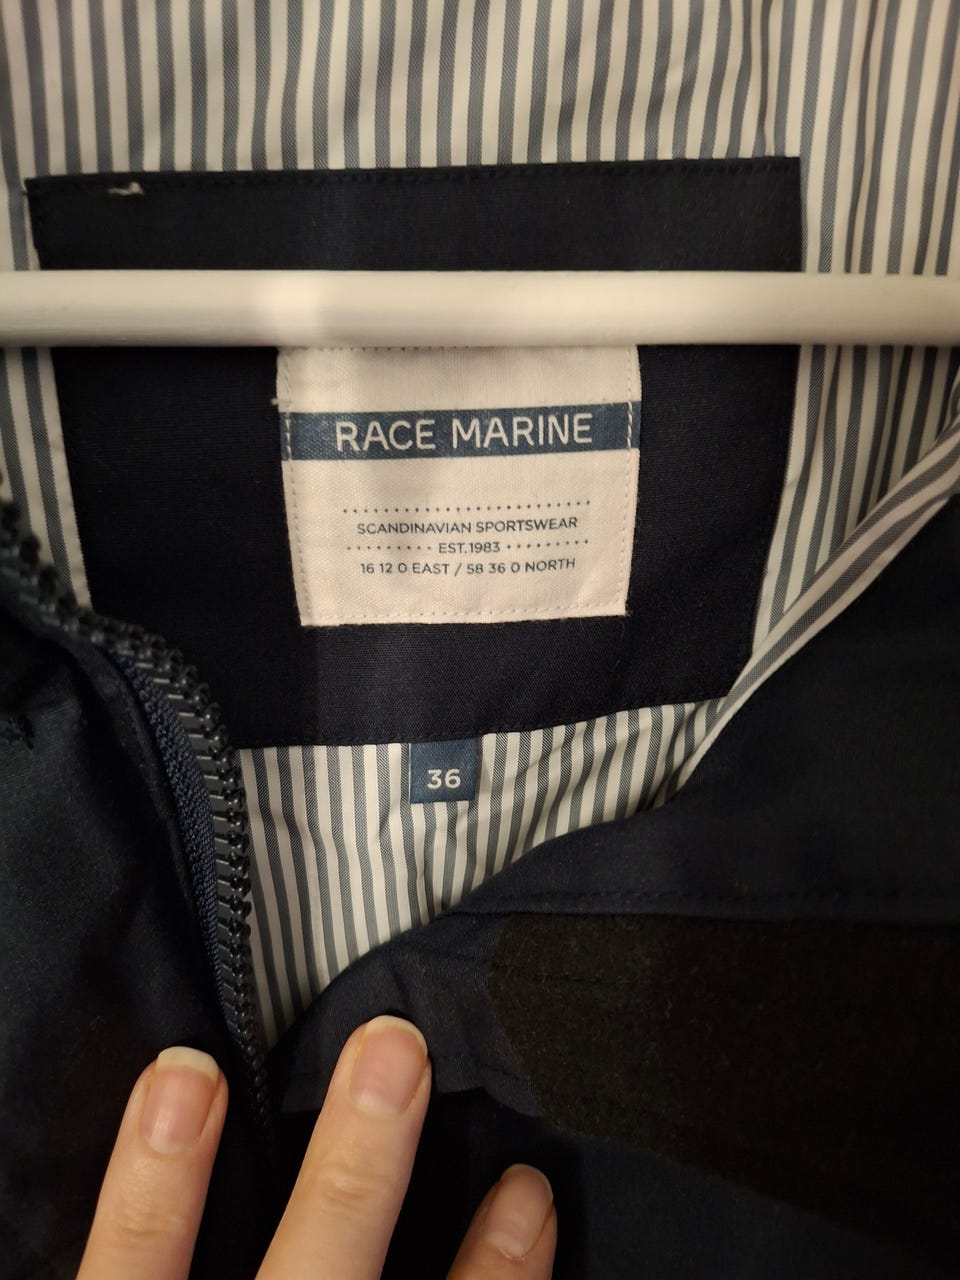 RACE MARINE
SCANDINAVIAN SPORTSWEAR
EST.1983
16 12 0 EAST / 58 36 0 NORTH
36